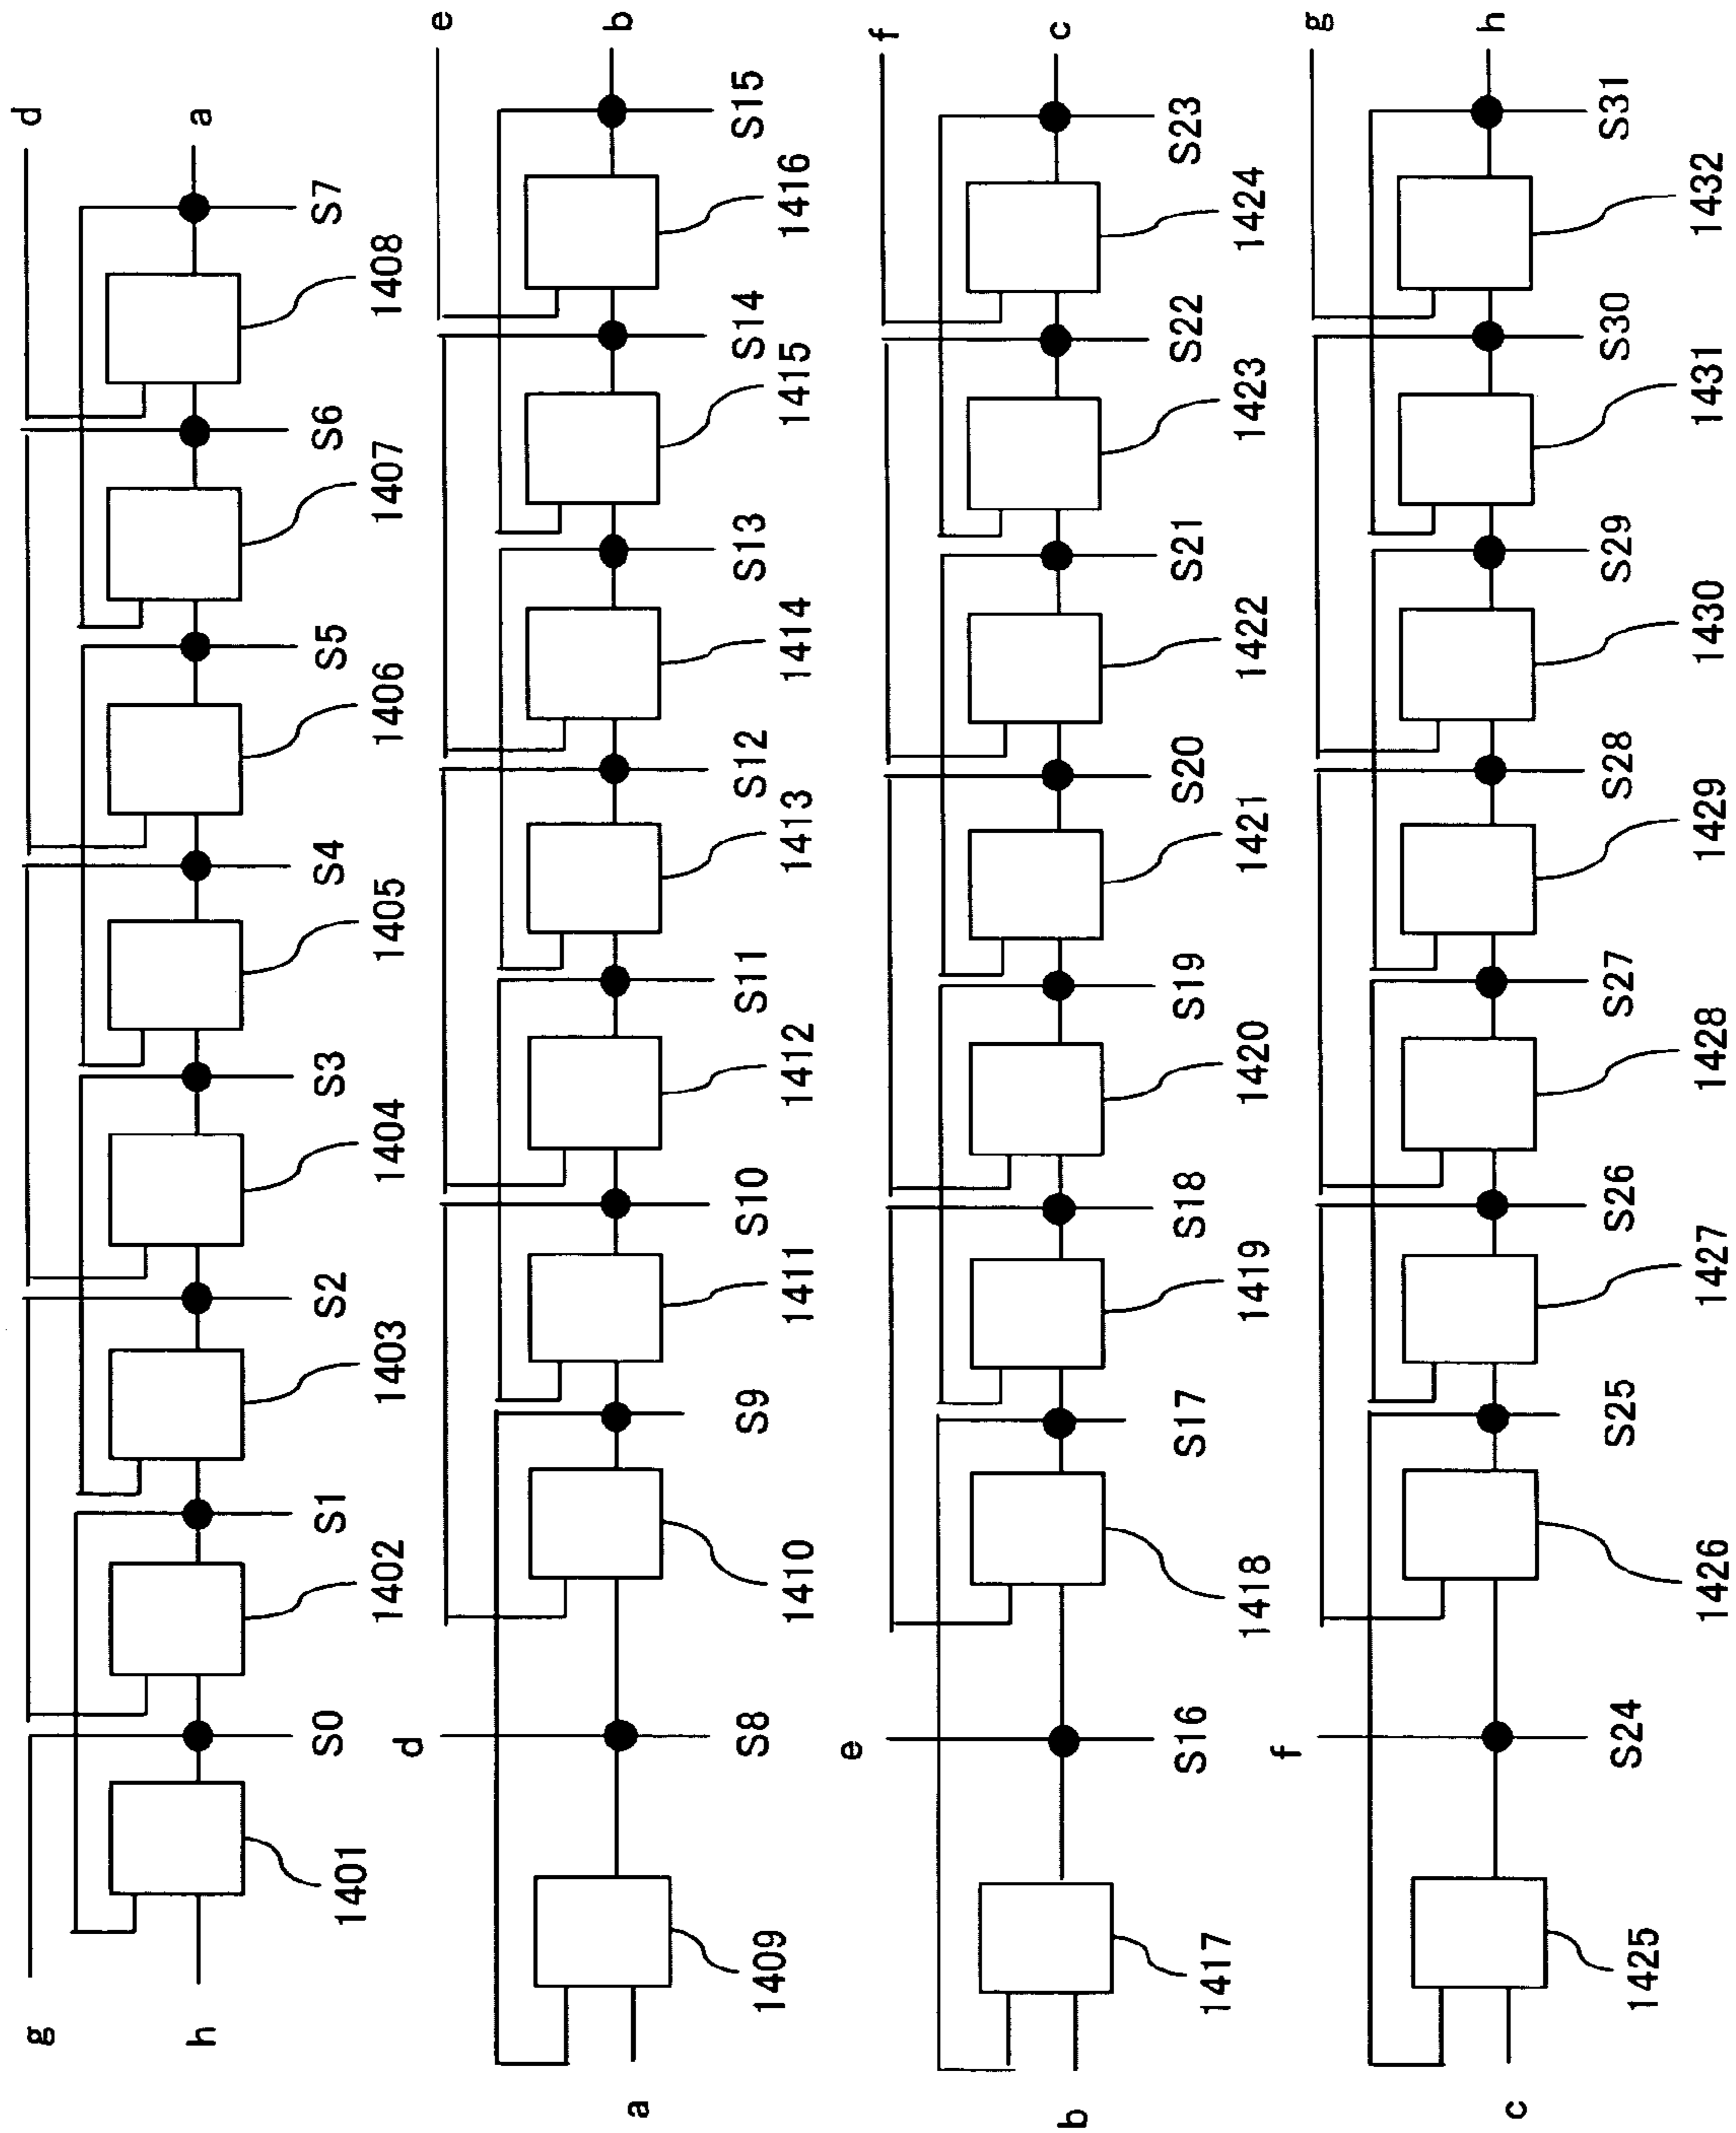 g d
h a
S0 S1 S2 S3 S4 S5 S6 S7
1401 1402 1403 1404 1405 1406 1407 1408
d e
a b
S8 S9 S10 S11 S12 S13 S14 S15
1409 1410 1411 1412 1413 1414 1415 1416
e f
b c
S16 S17 S18 S19 S20 S21 S22 S23
1417 1418 1419 1420 1421 1422 1423 1424
f g
c h
S24 S25 S26 S27 S28 S29 S30 S31
1425 1426 1427 1428 1429 1430 1431 1432